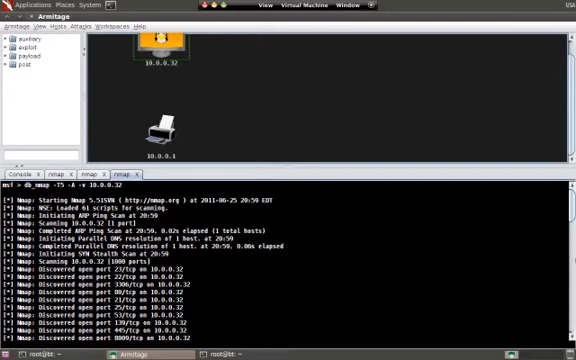 Applications Places System
View Virtual Machine Window
USA
Armitage
Armitage View Hosts Attacks Workspaces Help
auxiliary
exploit
payload
post
10.0.0.32
10.0.0.1
Console X nmap X nmap X nmap X
msf > db_nmap -T5 -A -v 10.0.0.32
[*] Nmap: Starting Nmap 5.51SVN ( http://nmap.org ) at 2011-06-25 20:59 EDT
[*] Nmap: NSE: Loaded 61 scripts for scanning.
[*] Nmap: Initiating ARP Ping Scan at 20:59
[*] Nmap: Scanning 10.0.0.32 [1 port]
[*] Nmap: Completed ARP Ping Scan at 20:59, 0.02s elapsed (1 total hosts)
[*] Nmap: Initiating Parallel DNS resolution of 1 host. at 20:59
[*] Nmap: Completed Parallel DNS resolution of 1 host. at 20:59, 0.06s elapsed
[*] Nmap: Initiating SYN Stealth Scan at 20:59
[*] Nmap: Scanning 10.0.0.32 [1000 ports]
[*] Nmap: Discovered open port 23/tcp on 10.0.0.32
[*] Nmap: Discovered open port 22/tcp on 10.0.0.32
[*] Nmap: Discovered open port 3306/tcp on 10.0.0.32
[*] Nmap: Discovered open port 80/tcp on 10.0.0.32
[*] Nmap: Discovered open port 21/tcp on 10.0.0.32
[*] Nmap: Discovered open port 25/tcp on 10.0.0.32
[*] Nmap: Discovered open port 53/tcp on 10.0.0.32
[*] Nmap: Discovered open port 139/tcp on 10.0.0.32
[*] Nmap: Discovered open port 445/tcp on 10.0.0.32
[*] Nmap: Discovered open port 8009/tcp on 10.0.0.32
root@bt: ~ Armitage root@bt: ~